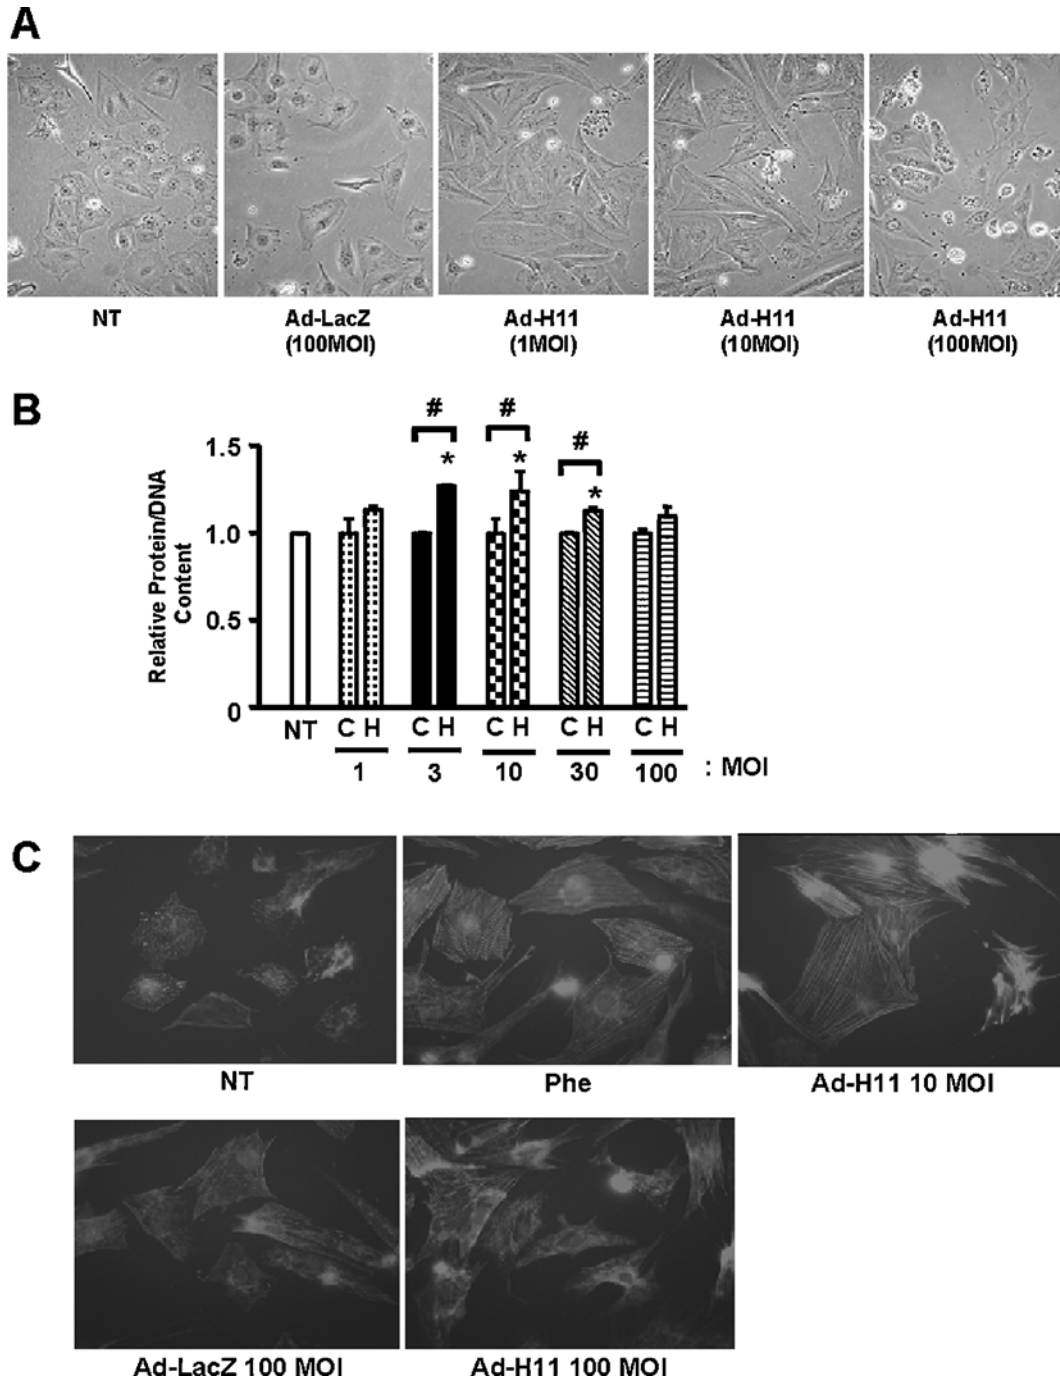 A
NT
Ad-LacZ
(100MOI)
Ad-H11
(1MOI)
Ad-H11
(10MOI)
Ad-H11
(100MOI)
B
Relative Protein/DNA
Content
1.5
1.0
0.5
0
#
#
#
*
*
*
NT
C H
C H
C H
C H
C H
1
3
10
30
100
: MOI
C
NT
Phe
Ad-H11 10 MOI
Ad-LacZ 100 MOI
Ad-H11 100 MOI